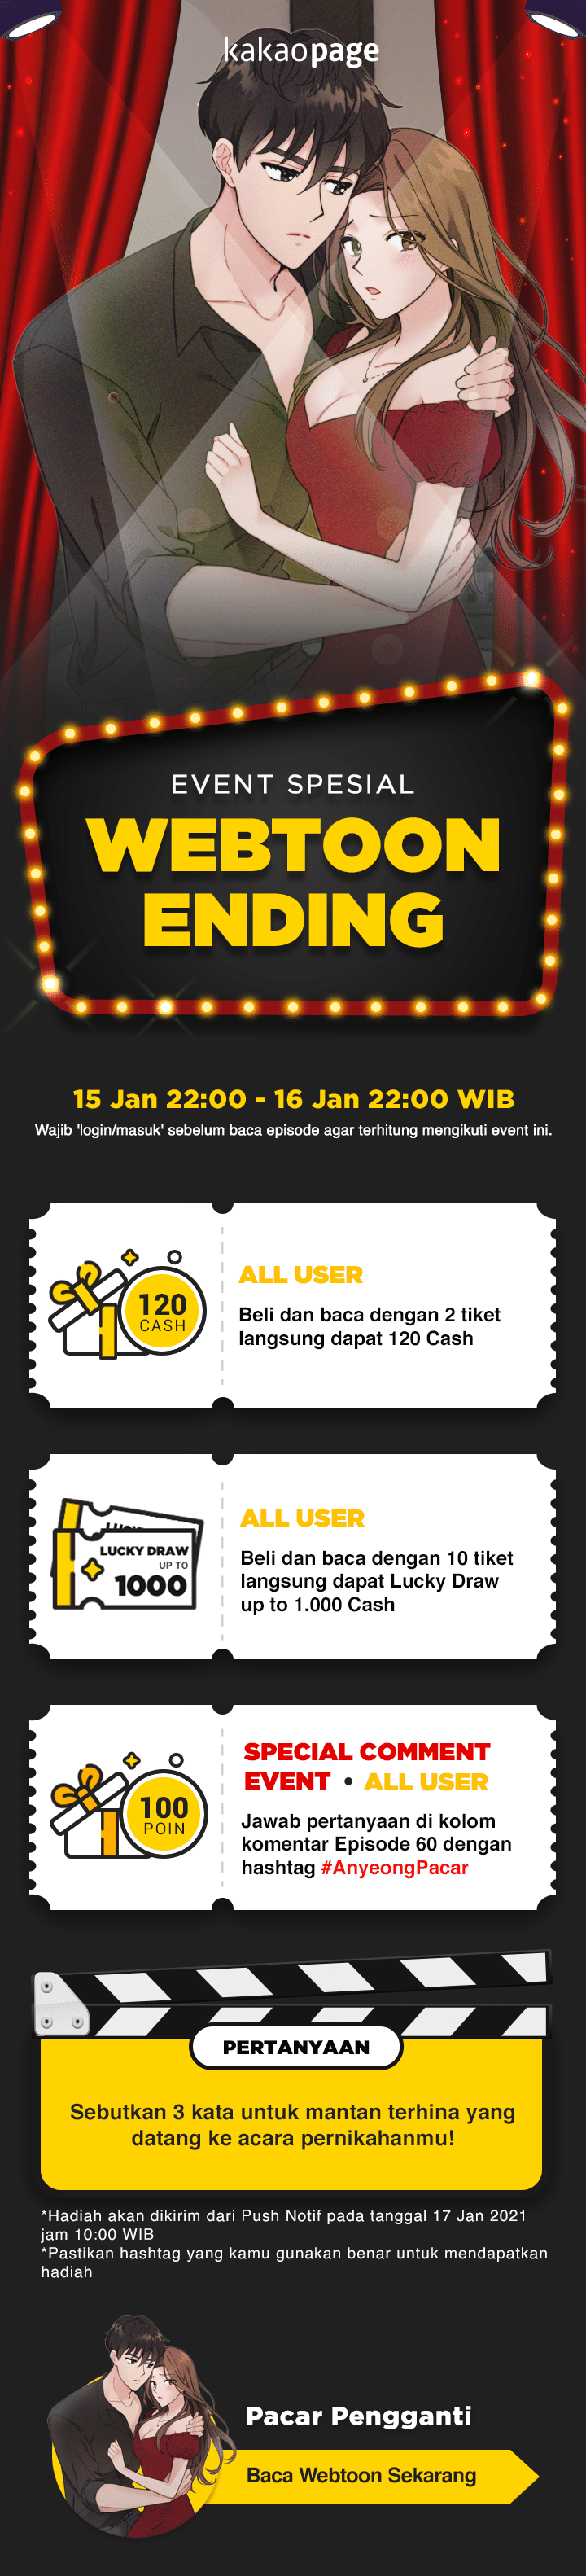 kakaopage
EVENT SPESIAL
WEBTOON
ENDING
15 Jan 22:00 - 16 Jan 22:00 WIB
Wajib 'login/masuk' sebelum baca episode agar terhitung mengikuti event ini.
120
CASH
ALL USER
Beli dan baca dengan 2 tiket
langsung dapat 120 Cash
LUCKY DRAW
UP TO
1000
ALL USER
Beli dan baca dengan 10 tiket
langsung dapat Lucky Draw
up to 1.000 Cash
100
POIN
SPECIAL COMMENT
EVENT • ALL USER
Jawab pertanyaan di kolom
komentar Episode 60 dengan
hashtag #AnyeongPacar
PERTANYAAN
Sebutkan 3 kata untuk mantan terhina yang
datang ke acara pernikahanmu!
*Hadiah akan dikirim dari Push Notif pada tanggal 17 Jan 2021
jam 10:00 WIB
*Pastikan hashtag yang kamu gunakan benar untuk mendapatkan
hadiah
Pacar Pengganti
Baca Webtoon Sekarang